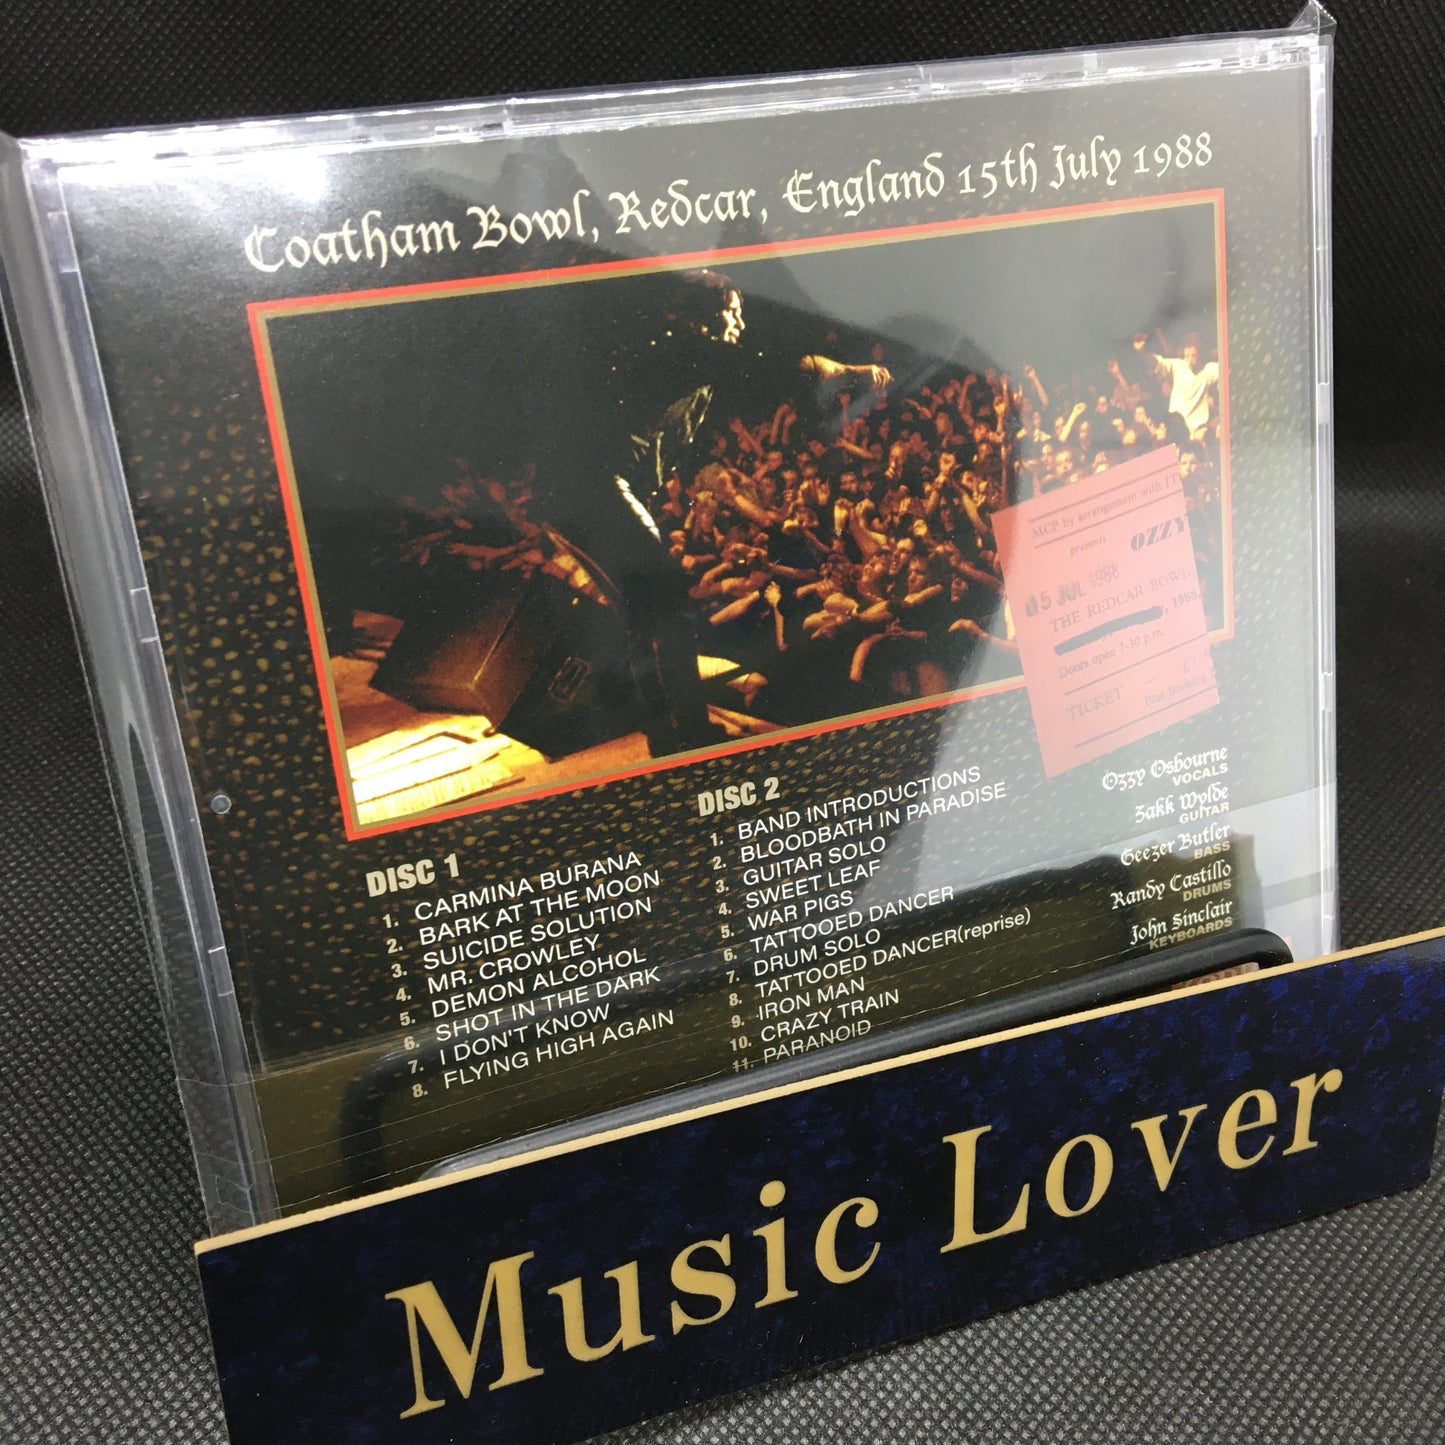 Coatham Bowl, Redcar, England 15th July 1988
MCP by arrangement with
presents
OZZY
15 JUL 1988
THE REDCAR BOWL
, 1988,
Doors open 7-30 p.m.
TICKET
Plus Booking
DISC 1
1. CARMINA BURANA
2. BARK AT THE MOON
3. SUICIDE SOLUTION
4. MR. CROWLEY
5. DEMON ALCOHOL
6. SHOT IN THE DARK
7. I DON'T KNOW
8. FLYING HIGH AGAIN
DISC 2
1. BAND INTRODUCTIONS
2. BLOODBATH IN PARADISE
3. GUITAR SOLO
4. SWEET LEAF
5. WAR PIGS
6. TATTOOED DANCER
7. DRUM SOLO
8. TATTOOED DANCER(reprise)
9. IRON MAN
10. CRAZY TRAIN
11. PARANOID
Ozzy Osbourne
VOCALS
Zakk Wylde
GUITAR
Geezer Butler
BASS
Randy Castillo
DRUMS
John Sinclair
KEYBOARDS
Music Lover